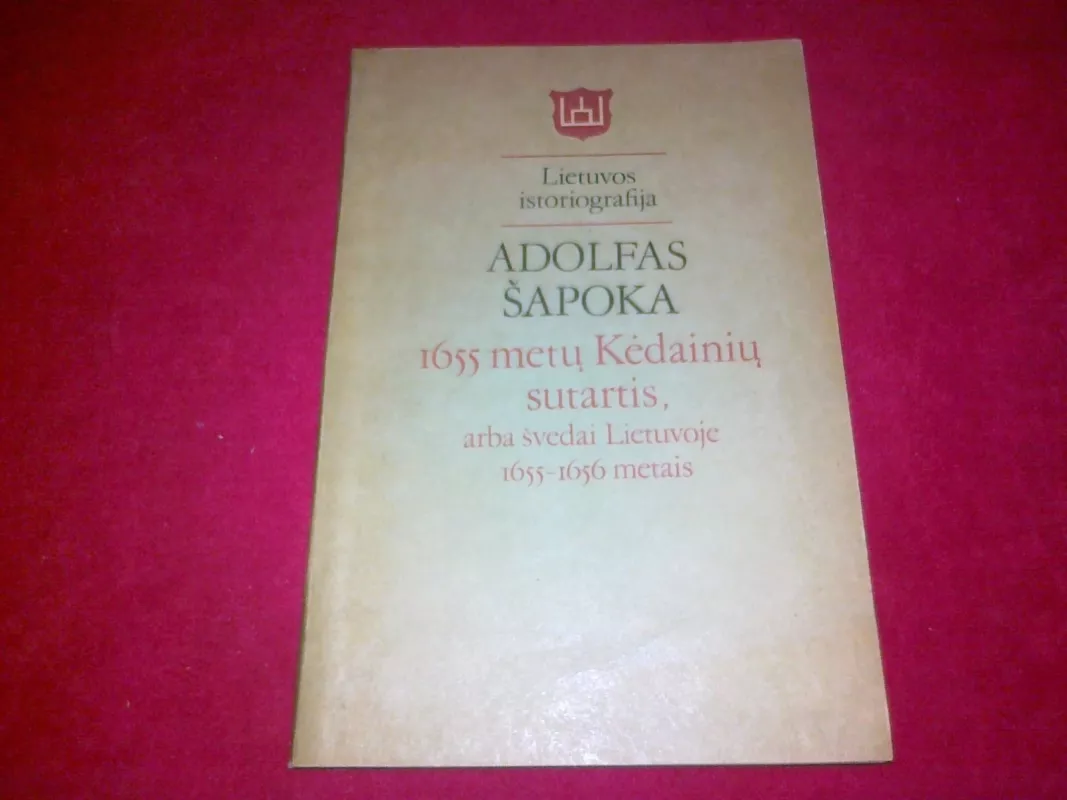 Lietuvos
istoriografija
ADOLFAS
ŠAPOKA
1655 metų Kėdainių
sutartis,
arba švedai Lietuvoje
1655-1656 metais